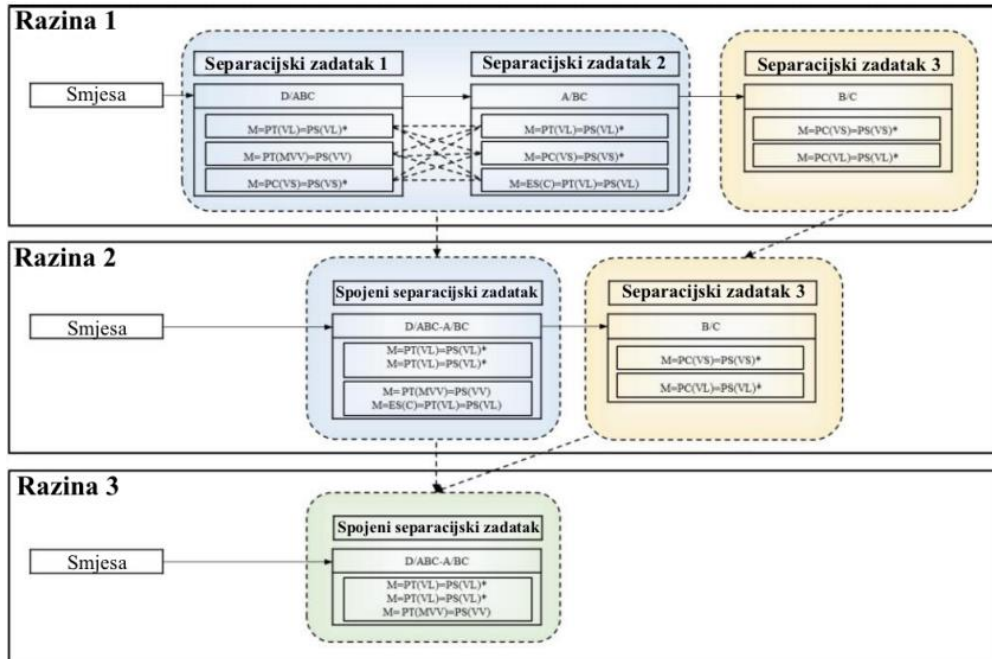 Razina 1
Separacijski zadatak 1
Separacijski zadatak 2
Separacijski zadatak 3
Smjesa
D/ABC
A/BC
B/C
M=PT(VL)=PS(VL)*
M=PT(VL)=PS(VL)*
M=PC(VS)=PS(VS)*
M= PT(MVV)=PS(VV)
M=PC(VS)=PS(VS)*
M=PC(VL)=PS(VL)*
M=PC(VS)=PS(VS)*
M=ES(C)=PT(VL)=PS(VL)
Razina 2
Spojeni separacijski zadatak
Separacijski zadatak 3
Smjesa
D/ABC-A/BC
B/C
M=PT(VL)=PS(VL)*
M=PT(VL)=PS(VL)*
M= PT(MVV)=PS(VV)
M=ES(C)=PT(VL)=PS(VL)
M=PC(VS)=PS(VS)*
M=PC(VL)=PS(VL)*
Razina 3
Spojeni separacijski zadatak
Smjesa
D/ABC-A/BC
M=PT(VL)=PS(VL)*
M=PT(VL)=PS(VL)*
M= PT(MVV)=PS(VV)